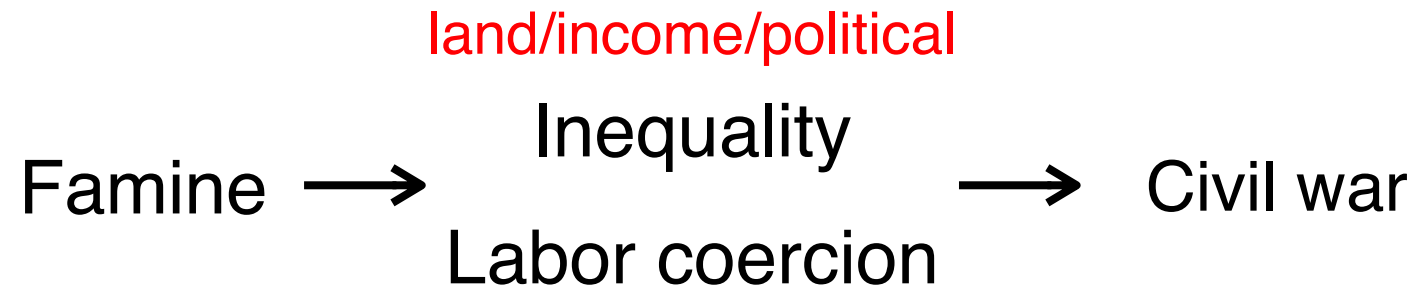 land/income/political
Inequality
Famine → Civil war
Labor coercion